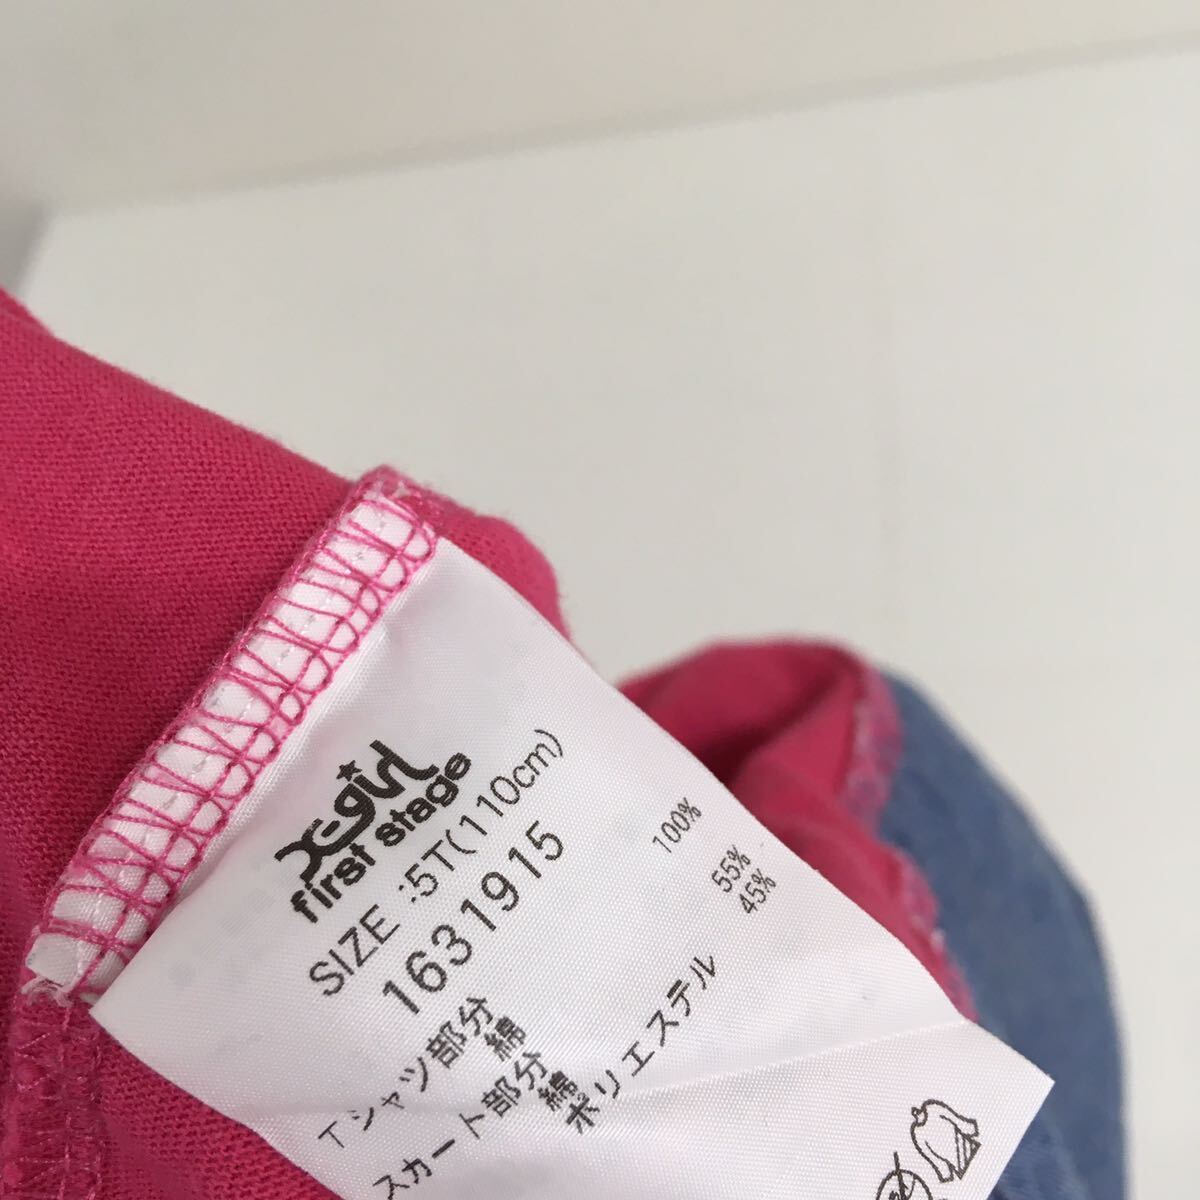 X-girl
first stage
SIZE :5T(110cm)
1631915
Tシャツ部分
綿 100%
スカート部分
綿 55%
ポリエステル 45%